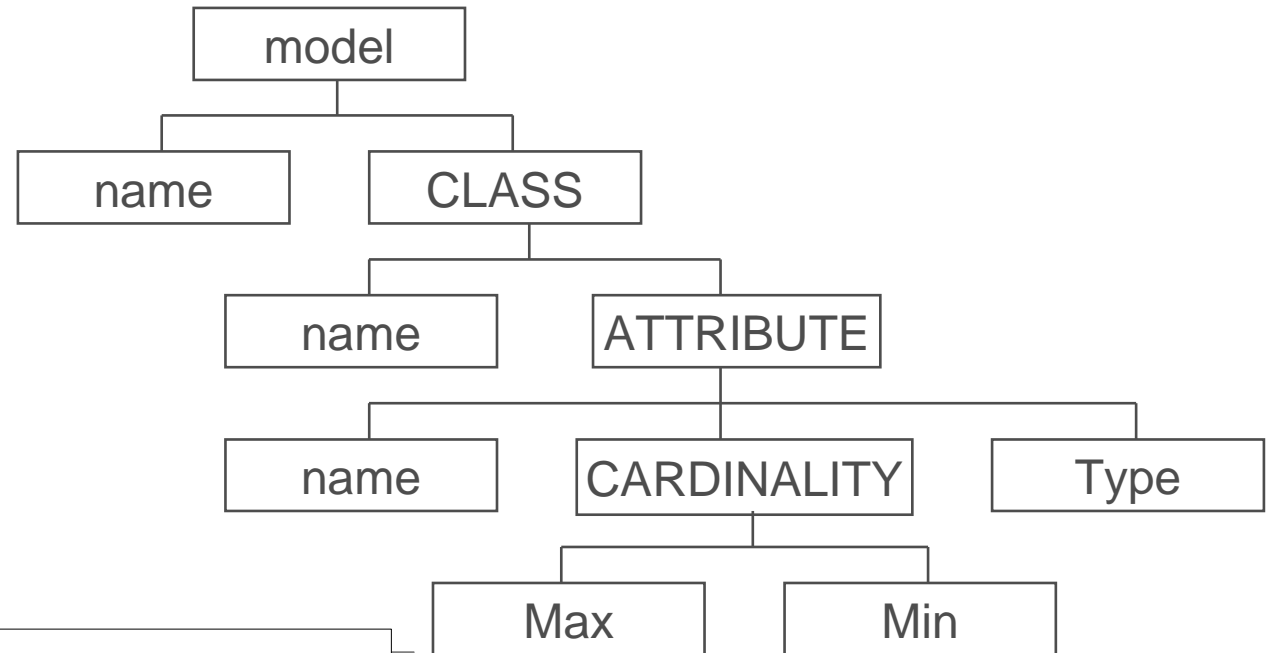 model
name
CLASS
name
ATTRIBUTE
name
CARDINALITY
Type
Max
Min